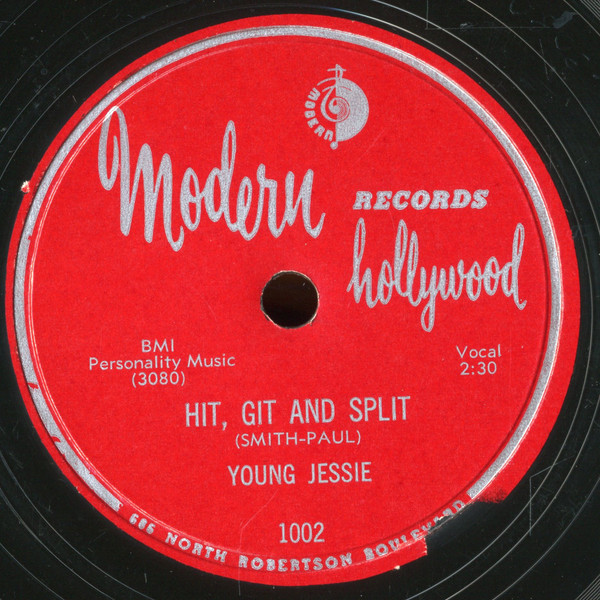 MODERN
Modern
RECORDS
hollywood
BMI
Personality Music
(3080)
Vocal
2:30
HIT, GIT AND SPLIT
(SMITH-PAUL)
YOUNG JESSIE
1002
686 NORTH ROBERTSON BOULEVARD